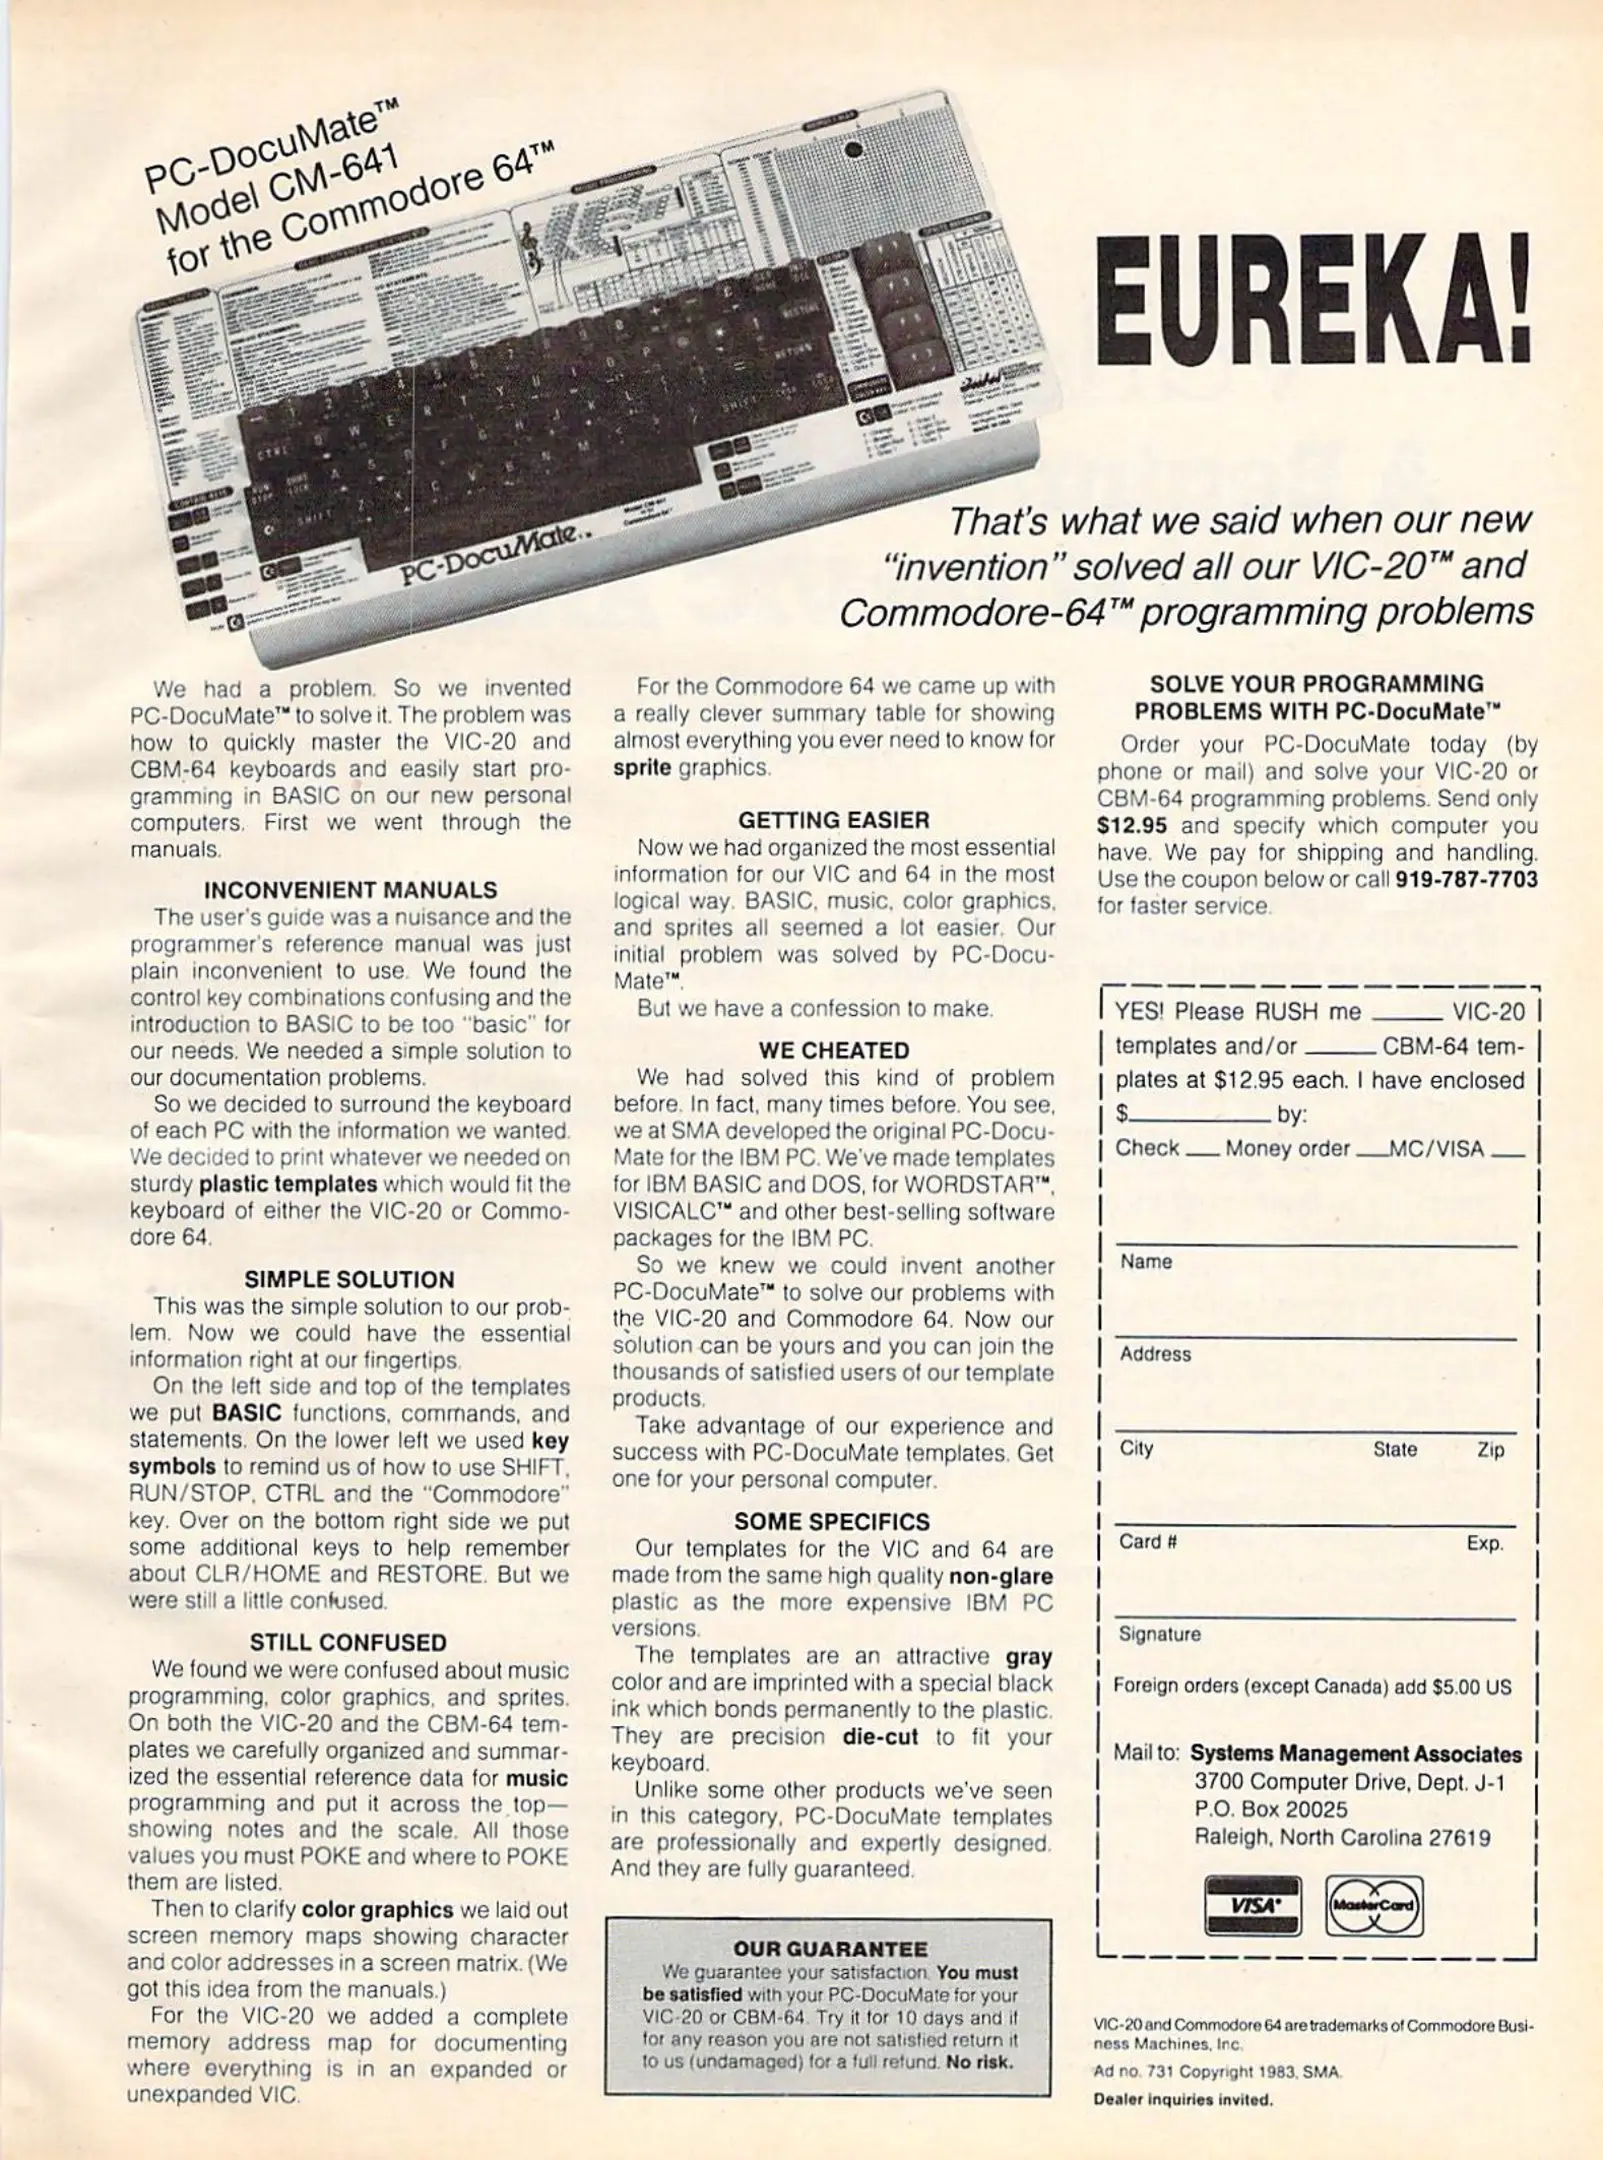 PC-DocuMate™
Model CM-641
for the Commodore 64™
EUREKA!
PC-DocuMate™
That's what we said when our new
"invention" solved all our VIC-20™ and
Commodore-64™ programming problems
We had a problem. So we invented
PC-DocuMate™ to solve it. The problem was
how to quickly master the VIC-20 and
CBM-64 keyboards and easily start pro-
gramming in BASIC on our new personal
computers. First we went through the
manuals.
INCONVENIENT MANUALS
The user's guide was a nuisance and the
programmer's reference manual was just
plain inconvenient to use. We found the
control key combinations confusing and the
introduction to BASIC to be too "basic" for
our needs. We needed a simple solution to
our documentation problems.
So we decided to surround the keyboard
of each PC with the information we wanted.
We decided to print whatever we needed on
sturdy plastic templates which would fit the
keyboard of either the VIC-20 or Commo-
dore 64.
SIMPLE SOLUTION
This was the simple solution to our prob-
lem. Now we could have the essential
information right at our fingertips.
On the left side and top of the templates
we put BASIC functions, commands, and
statements. On the lower left we used key
symbols to remind us of how to use SHIFT,
RUN/STOP, CTRL and the "Commodore"
key. Over on the bottom right side we put
some additional keys to help remember
about CLR/HOME and RESTORE. But we
were still a little confused.
STILL CONFUSED
We found we were confused about music
programming, color graphics, and sprites.
On both the VIC-20 and the CBM-64 tem-
plates we carefully organized and summar-
ized the essential reference data for music
programming and put it across the top—
showing notes and the scale. All those
values you must POKE and where to POKE
them are listed.
Then to clarify color graphics we laid out
screen memory maps showing character
and color addresses in a screen matrix. (We
got this idea from the manuals.)
For the VIC-20 we added a complete
memory address map for documenting
where everything is in an expanded or
unexpanded VIC.
For the Commodore 64 we came up with
a really clever summary table for showing
almost everything you ever need to know for
sprite graphics.
GETTING EASIER
Now we had organized the most essential
information for our VIC and 64 in the most
logical way. BASIC, music, color graphics,
and sprites all seemed a lot easier. Our
initial problem was solved by PC-Docu-
Mate™.
But we have a confession to make.
WE CHEATED
We had solved this kind of problem
before. In fact, many times before. You see,
we at SMA developed the original PC-Docu-
Mate for the IBM PC. We've made templates
for IBM BASIC and DOS, for WORDSTAR™,
VISICALC™ and other best-selling software
packages for the IBM PC.
So we knew we could invent another
PC-DocuMate™ to solve our problems with
the VIC-20 and Commodore 64. Now our
solution can be yours and you can join the
thousands of satisfied users of our template
products.
Take advantage of our experience and
success with PC-DocuMate templates. Get
one for your personal computer.
SOME SPECIFICS
Our templates for the VIC and 64 are
made from the same high quality non-glare
plastic as the more expensive IBM PC
versions.
The templates are an attractive gray
color and are imprinted with a special black
ink which bonds permanently to the plastic.
They are precision die-cut to fit your
keyboard.
Unlike some other products we've seen
in this category, PC-DocuMate templates
are professionally and expertly designed.
And they are fully guaranteed.
OUR GUARANTEE
We guarantee your satisfaction. You must
be satisfied with your PC-DocuMate for your
VIC-20 or CBM-64. Try it for 10 days and if
for any reason you are not satisfied return it
to us (undamaged) for a full refund. No risk.
SOLVE YOUR PROGRAMMING
PROBLEMS WITH PC-DocuMate™
Order your PC-DocuMate today (by
phone or mail) and solve your VIC-20 or
CBM-64 programming problems. Send only
$12.95 and specify which computer you
have. We pay for shipping and handling.
Use the coupon below or call 919-787-7703
for faster service.
YES! Please RUSH me ____ VIC-20
templates and/or ____ CBM-64 tem-
plates at $12.95 each. I have enclosed
$________ by:
Check __ Money order __ MC/VISA __
Name
Address
City State Zip
Card # Exp.
Signature
Foreign orders (except Canada) add $5.00 US
Mail to: Systems Management Associates
3700 Computer Drive, Dept. J-1
P.O. Box 20025
Raleigh, North Carolina 27619
VISA
MasterCard
VIC-20 and Commodore 64 are trademarks of Commodore Busi-
ness Machines, Inc.
Ad no. 731 Copyright 1983, SMA.
Dealer inquiries invited.